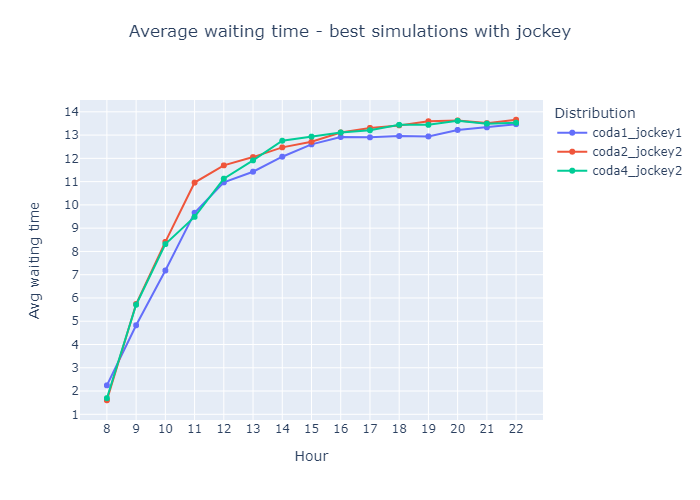 Average waiting time - best simulations with jockey
Distribution
coda1_jockey1
coda2_jockey2
coda4_jockey2
Avg waiting time
14
13
12
11
10
9
8
7
6
5
4
3
2
1
8 9 10 11 12 13 14 15 16 17 18 19 20 21 22
Hour